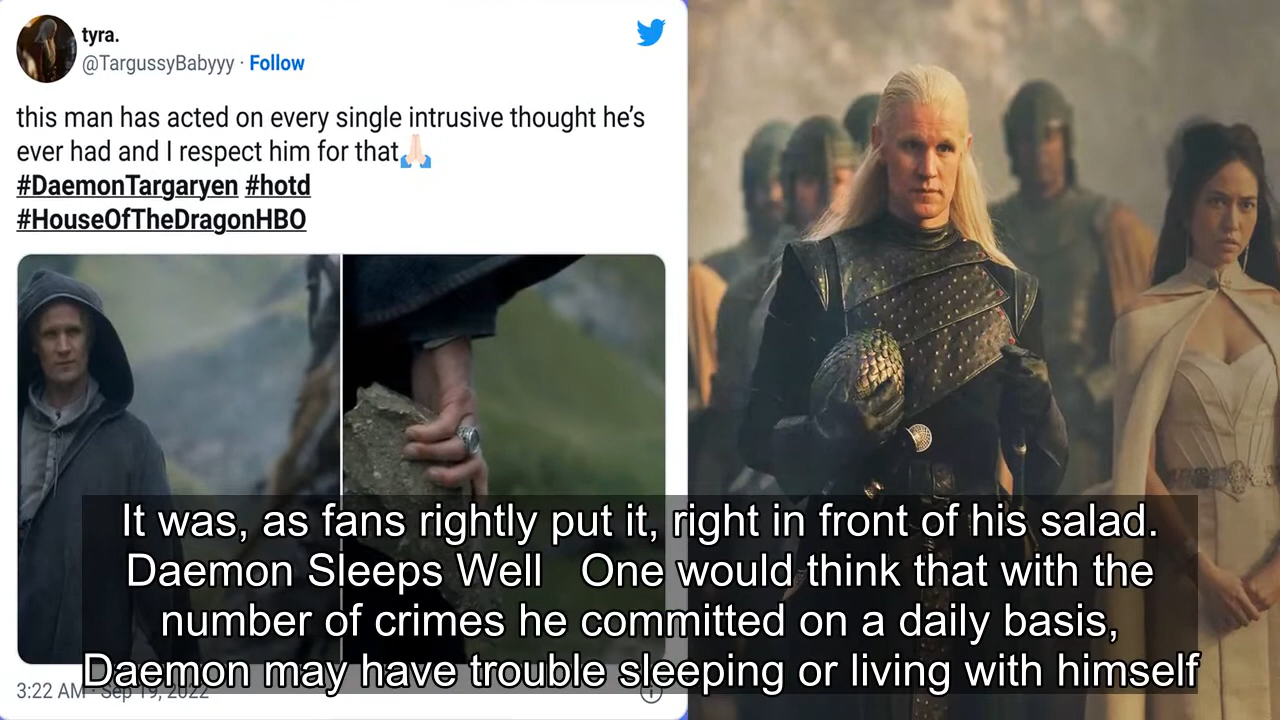 tyra.
@TargussyBabyyy · Follow
this man has acted on every single intrusive thought he's
ever had and I respect him for that🙏🏻
#DaemonTargaryen #hotd
#HouseOfTheDragonHBO
It was, as fans rightly put it, right in front of his salad.
Daemon Sleeps Well One would think that with the
number of crimes he committed on a daily basis,
Daemon may have trouble sleeping or living with himself
3:22 AM · Sep 19, 2022